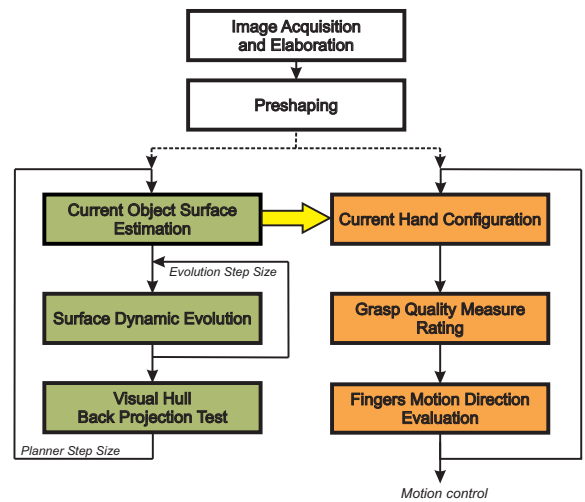 Image Acquisition
and Elaboration
Preshaping
Current Object Surface
Estimation
Current Hand Configuration
Evolution Step Size
Surface Dynamic Evolution
Grasp Quality Measure
Rating
Visual Hull
Back Projection Test
Fingers Motion Direction
Evaluation
Planner Step Size
Motion control